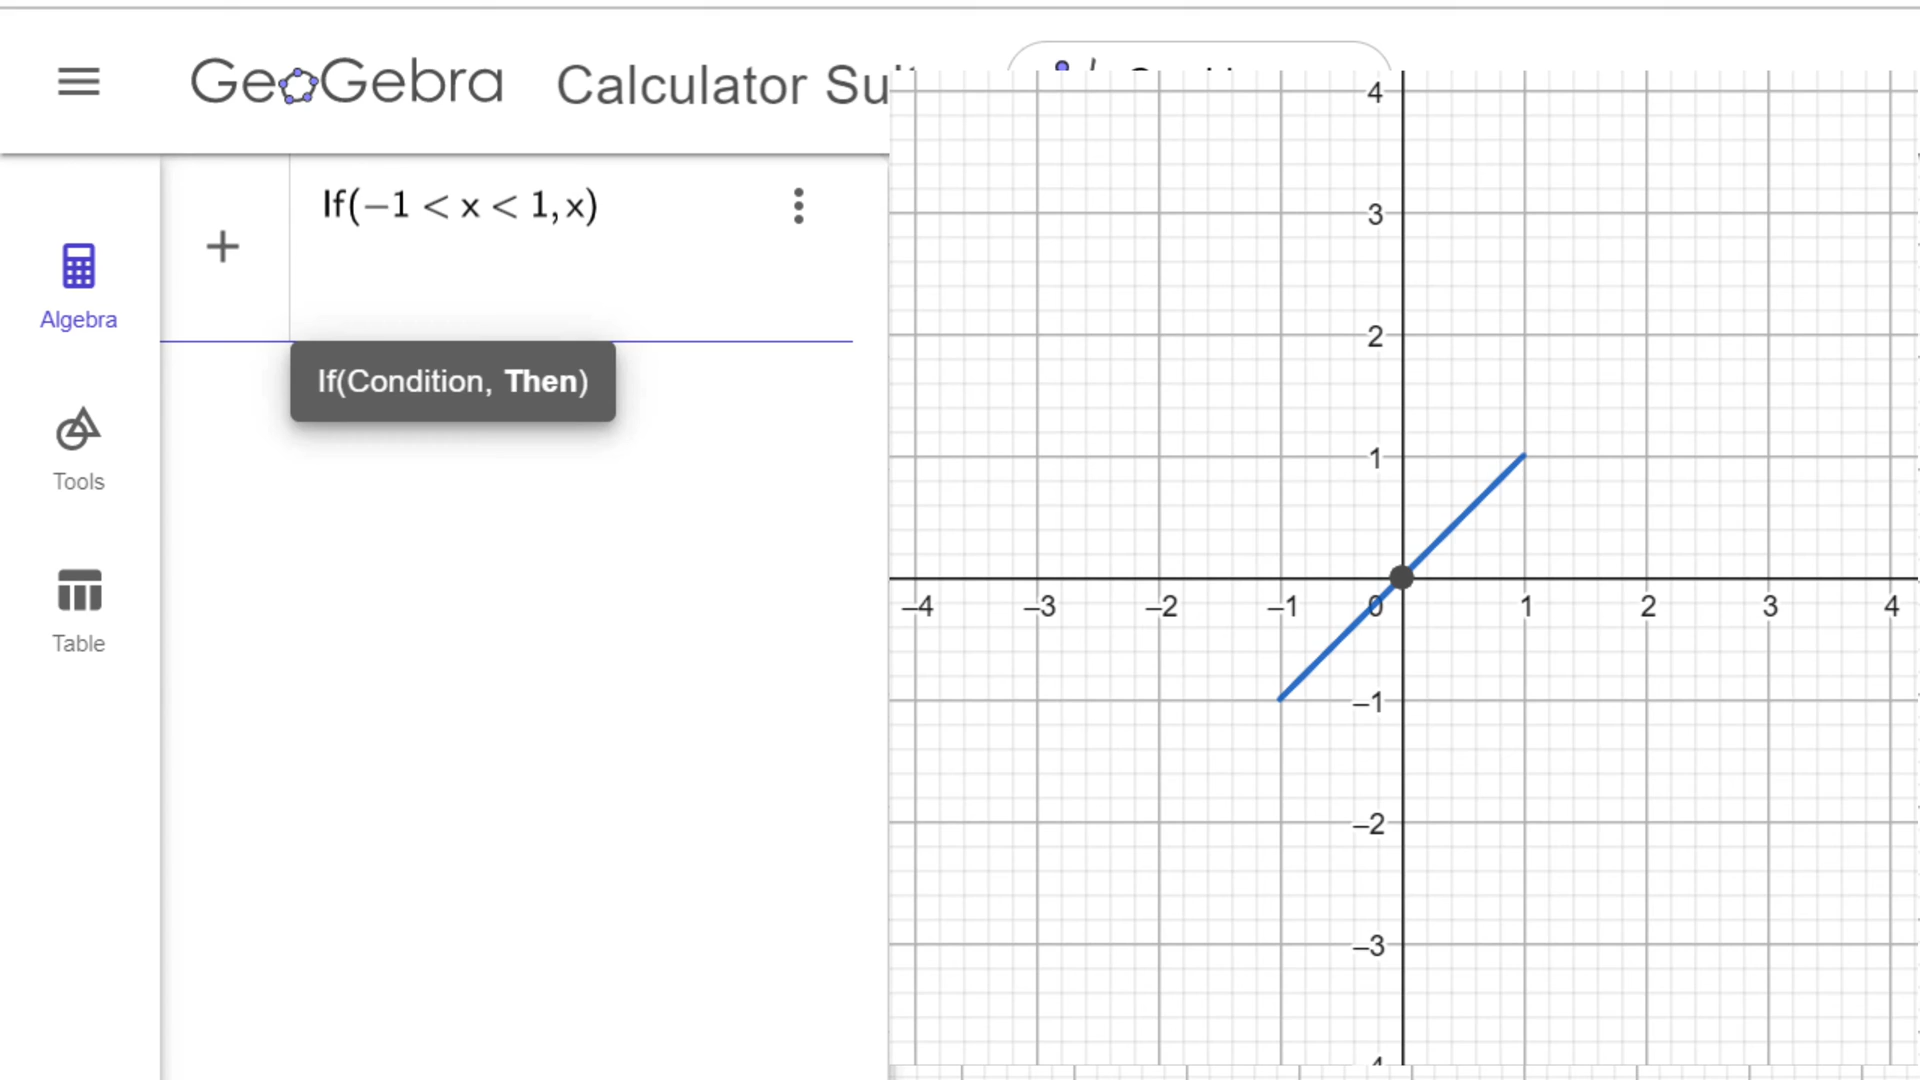 GeoGebra Calculator Su
If(−1 < x < 1, x)
Algebra
If(Condition, Then)
Tools
Table
4
3
2
1
−4 −3 −2 −1 0 1 2 3 4
−1
−2
−3